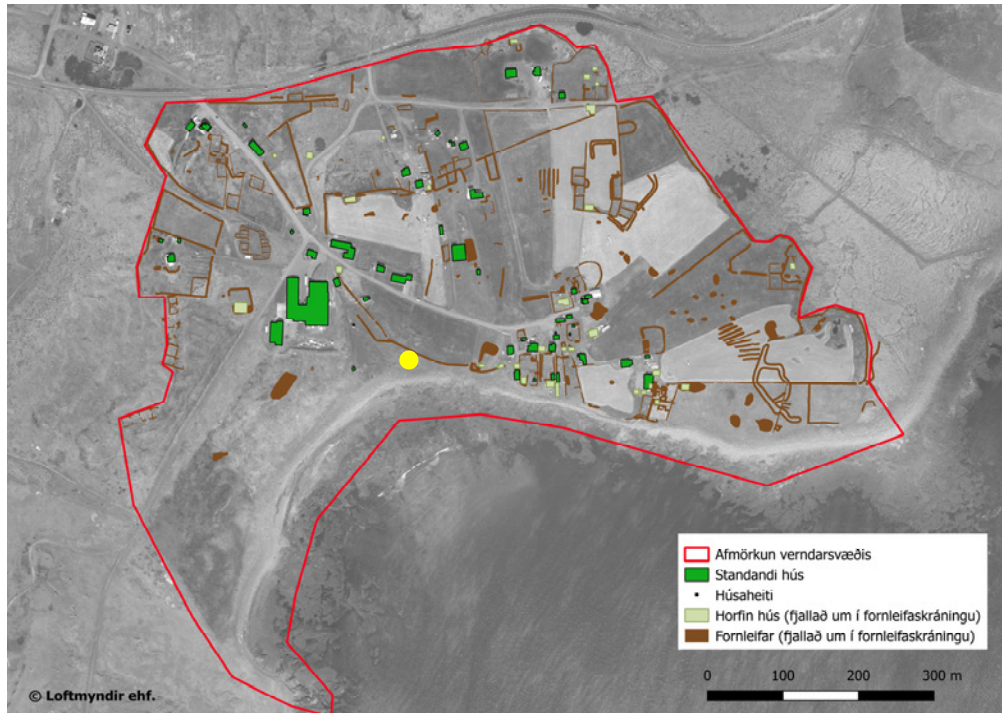 Afmörkun verndarsvæðis
Standandi hús
Húsaheiti
Horfin hús (fjallað um í fornleifaskráningu)
Fornleifar (fjallað um í fornleifaskráningu)
0 100 200 300 m
© Loftmyndir ehf.